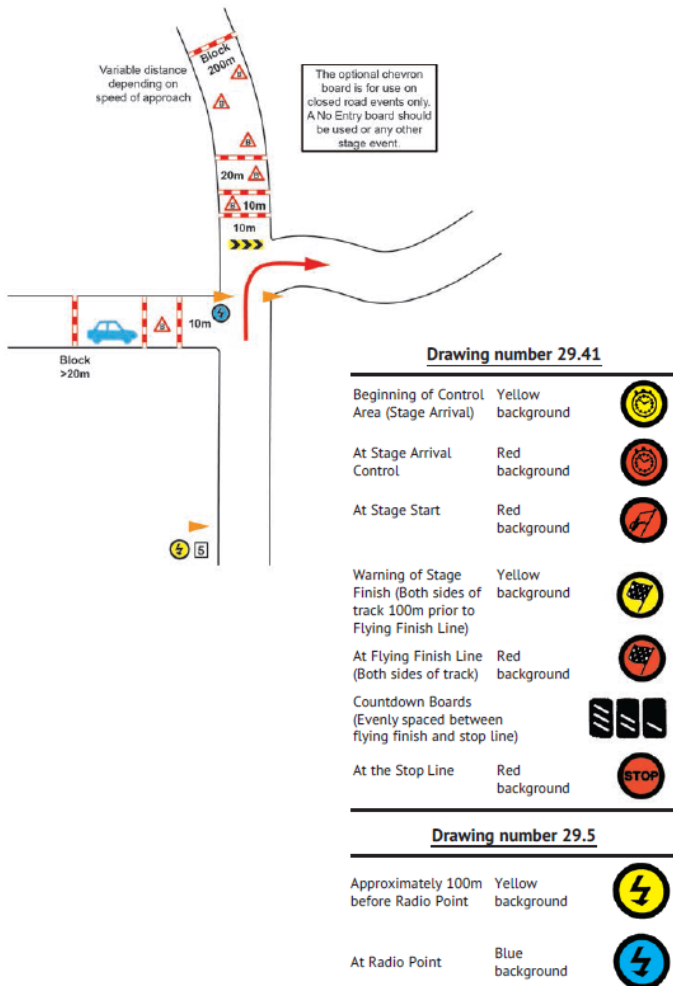 Block
200m
Variable distance
depending on
speed of approach
The optional chevron
board is for use on
closed road events only.
A No Entry board should
be used or any other
stage event.
B
B
B
20m
B
B
10m
10m
B
10m
Block
>20m
5
Drawing number 29.41
Beginning of Control Yellow
Area (Stage Arrival) background
At Stage Arrival Red
Control background
At Stage Start Red
background
Warning of Stage Yellow
Finish (Both sides of background
track 100m prior to
Flying Finish Line)
At Flying Finish Line Red
(Both sides of track) background
Countdown Boards
(Evenly spaced between
flying finish and stop line)
At the Stop Line Red
background
STOP
Drawing number 29.5
Approximately 100m Yellow
before Radio Point background
At Radio Point Blue
background